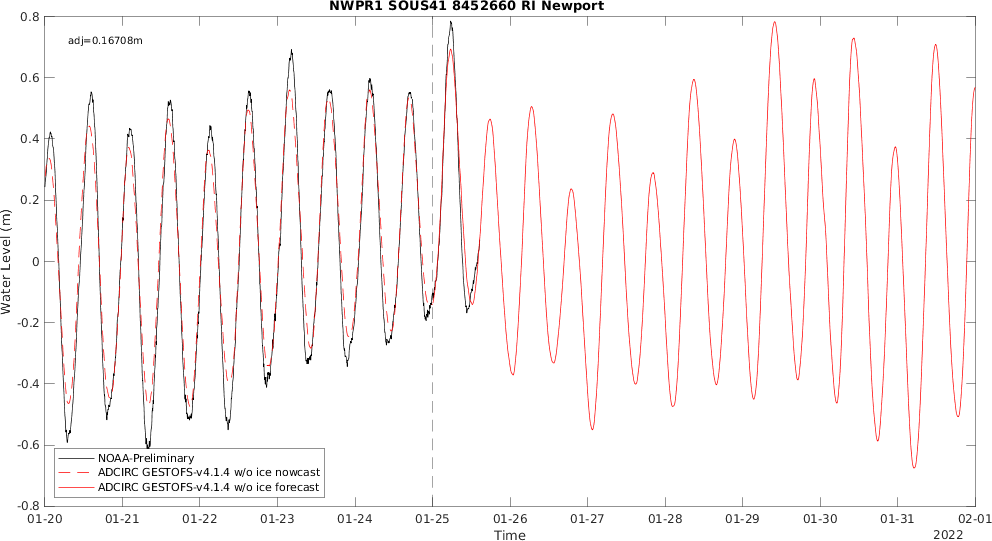 NWPR1 SOUS41 8452660 RI Newport
adj=0.16708m
0.8
0.6
0.4
0.2
0
-0.2
-0.4
-0.6
-0.8
Water Level (m)
NOAA-Preliminary
ADCIRC GESTOFS-v4.1.4 w/o ice nowcast
ADCIRC GESTOFS-v4.1.4 w/o ice forecast
01-20 01-21 01-22 01-23 01-24 01-25 01-26 01-27 01-28 01-29 01-30 01-31 02-01
Time
2022